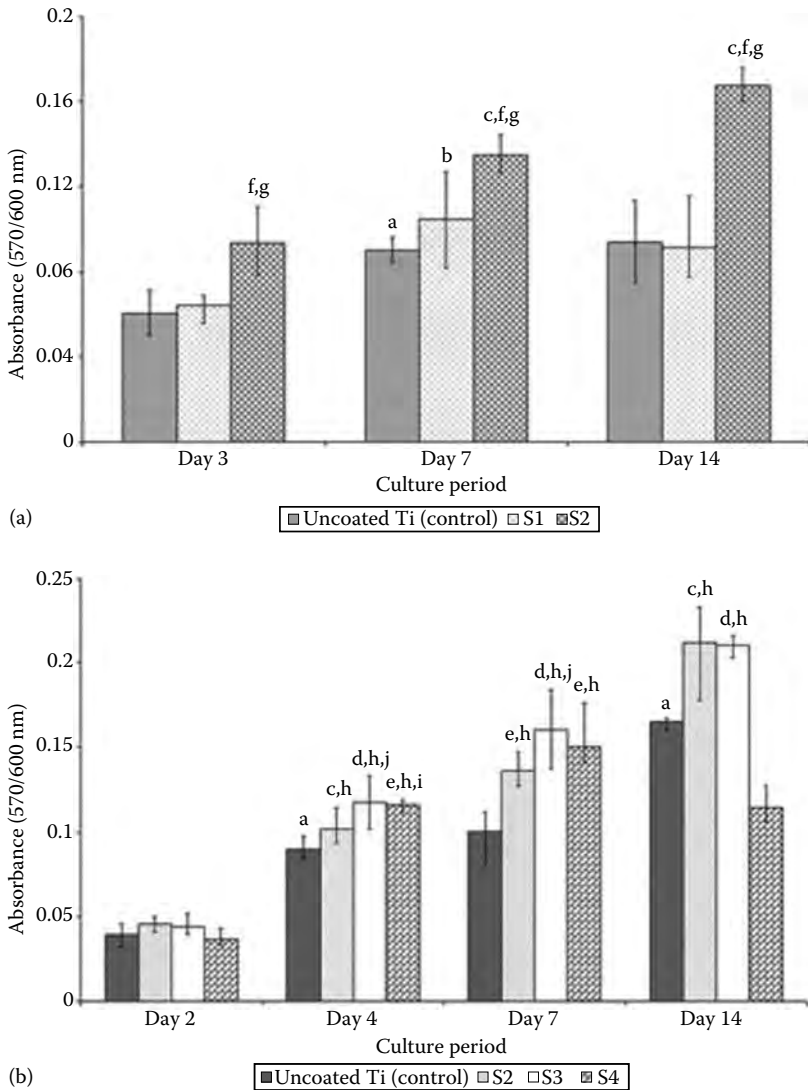 0.2
0.16
0.12
0.06
0.04
0
Absorbance (570/600 nm)
f,g
a
b
c,f,g
c,f,g
Day 3
Day 7
Day 14
Culture period
(a)
Uncoated Ti (control) S1 S2
0.25
0.2
0.15
0.1
0.05
0
Absorbance (570/600 nm)
a
c,h
d,h,j
e,h,i
e,h
d,h,j
e,h
a
c,h
d,h
Day 2
Day 4
Day 7
Day 14
Culture period
(b)
Uncoated Ti (control) S2 S3 S4